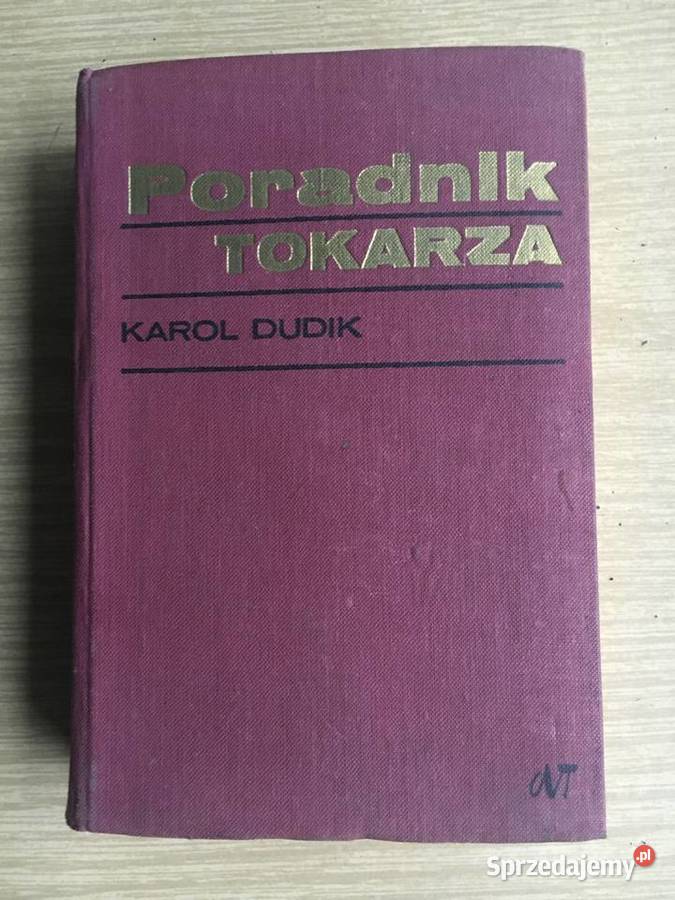 Poradnik
TOKARZA
KAROL DUDIK
WNT
Sprzedajemy.pl